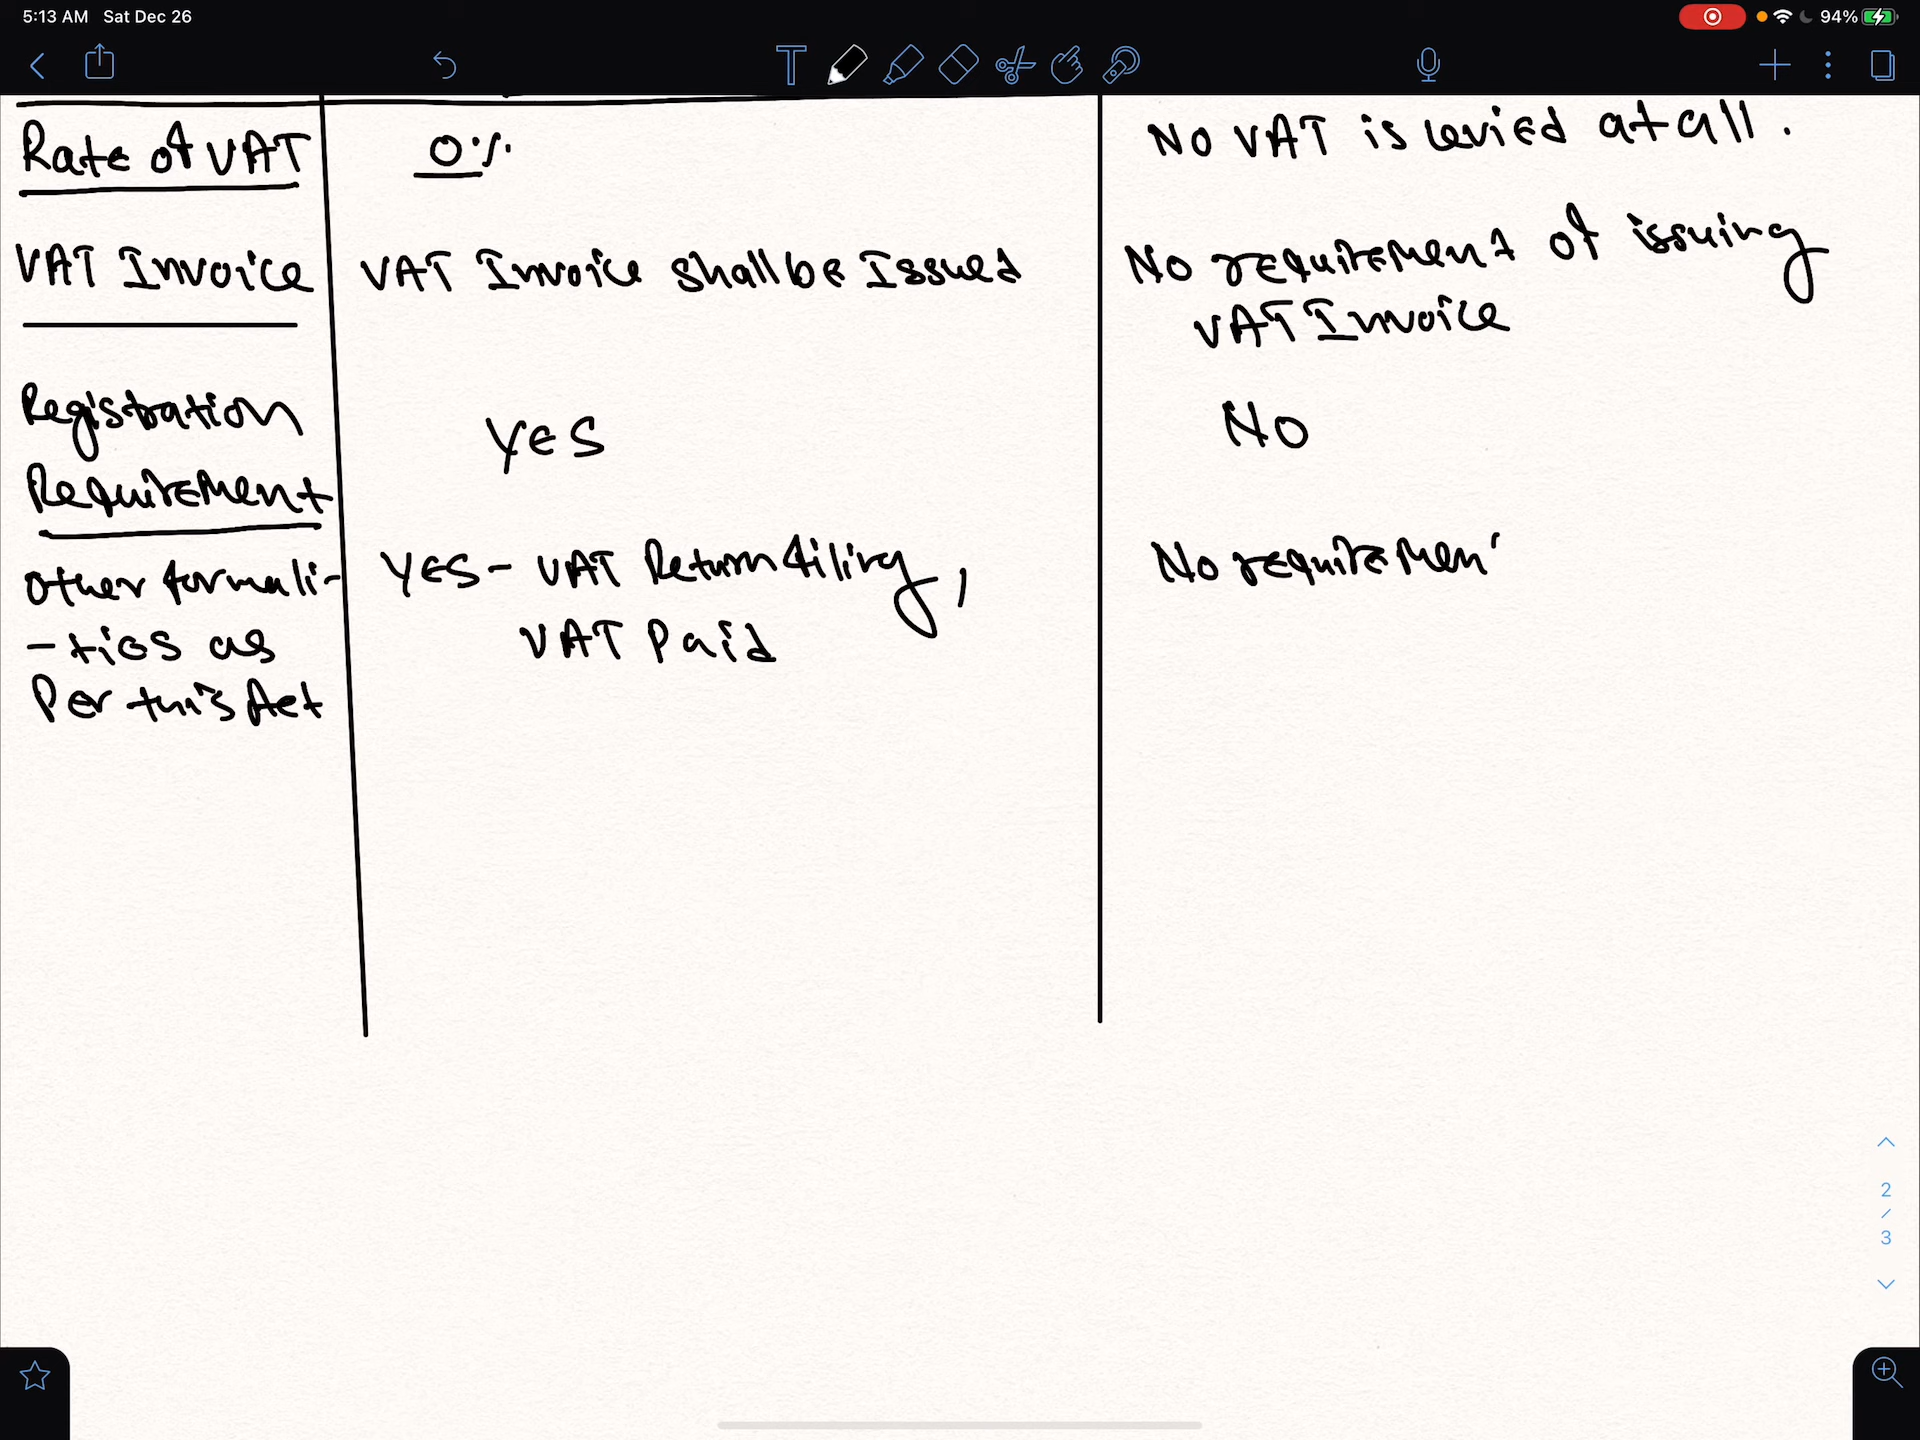 5:13 AM Sat Dec 26
94%
T
Rate of VAT
0%
No VAT is levied at all.
VAT Invoice
VAT Invoice shall be Issued
No requirement of issuing
VAT Invoice
Registration
Requirement
YES
No
Other formali-
-ties as
Per this Act
YES - VAT Return filing,
VAT Paid
No requiremen'
2
/
3